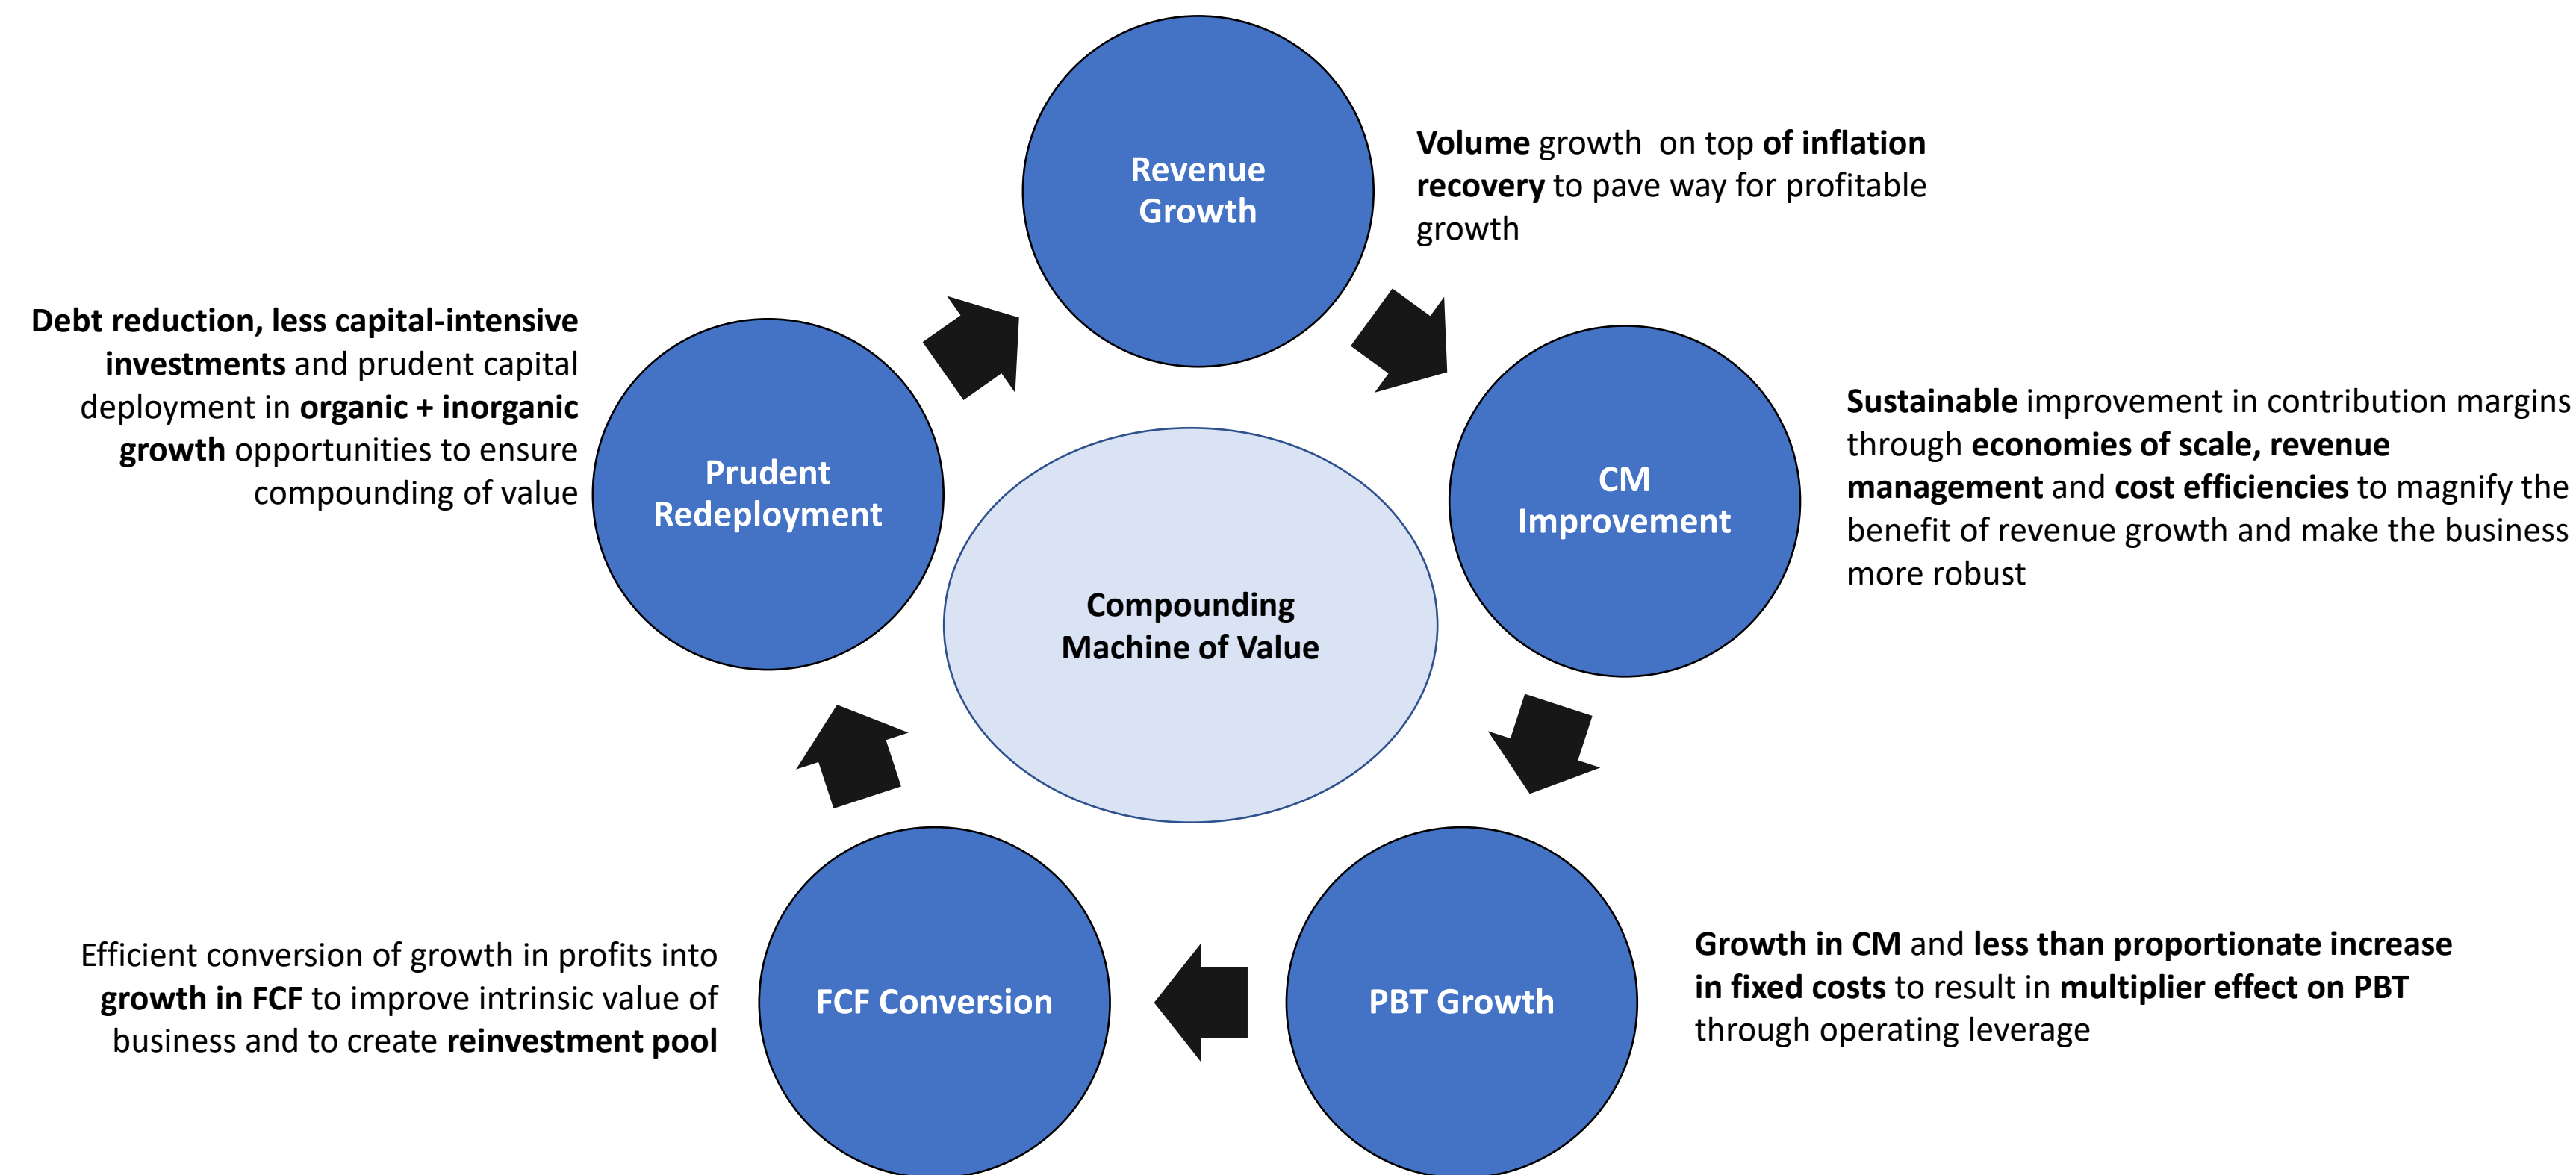 Revenue
Growth
Volume growth on top of inflation
recovery to pave way for profitable
growth
CM
Improvement
Sustainable improvement in contribution margins
through economies of scale, revenue
management and cost efficiencies to magnify the
benefit of revenue growth and make the business
more robust
PBT Growth
Growth in CM and less than proportionate increase
in fixed costs to result in multiplier effect on PBT
through operating leverage
FCF Conversion
Efficient conversion of growth in profits into
growth in FCF to improve intrinsic value of
business and to create reinvestment pool
Prudent
Redeployment
Debt reduction, less capital-intensive
investments and prudent capital
deployment in organic + inorganic
growth opportunities to ensure
compounding of value
Compounding
Machine of Value